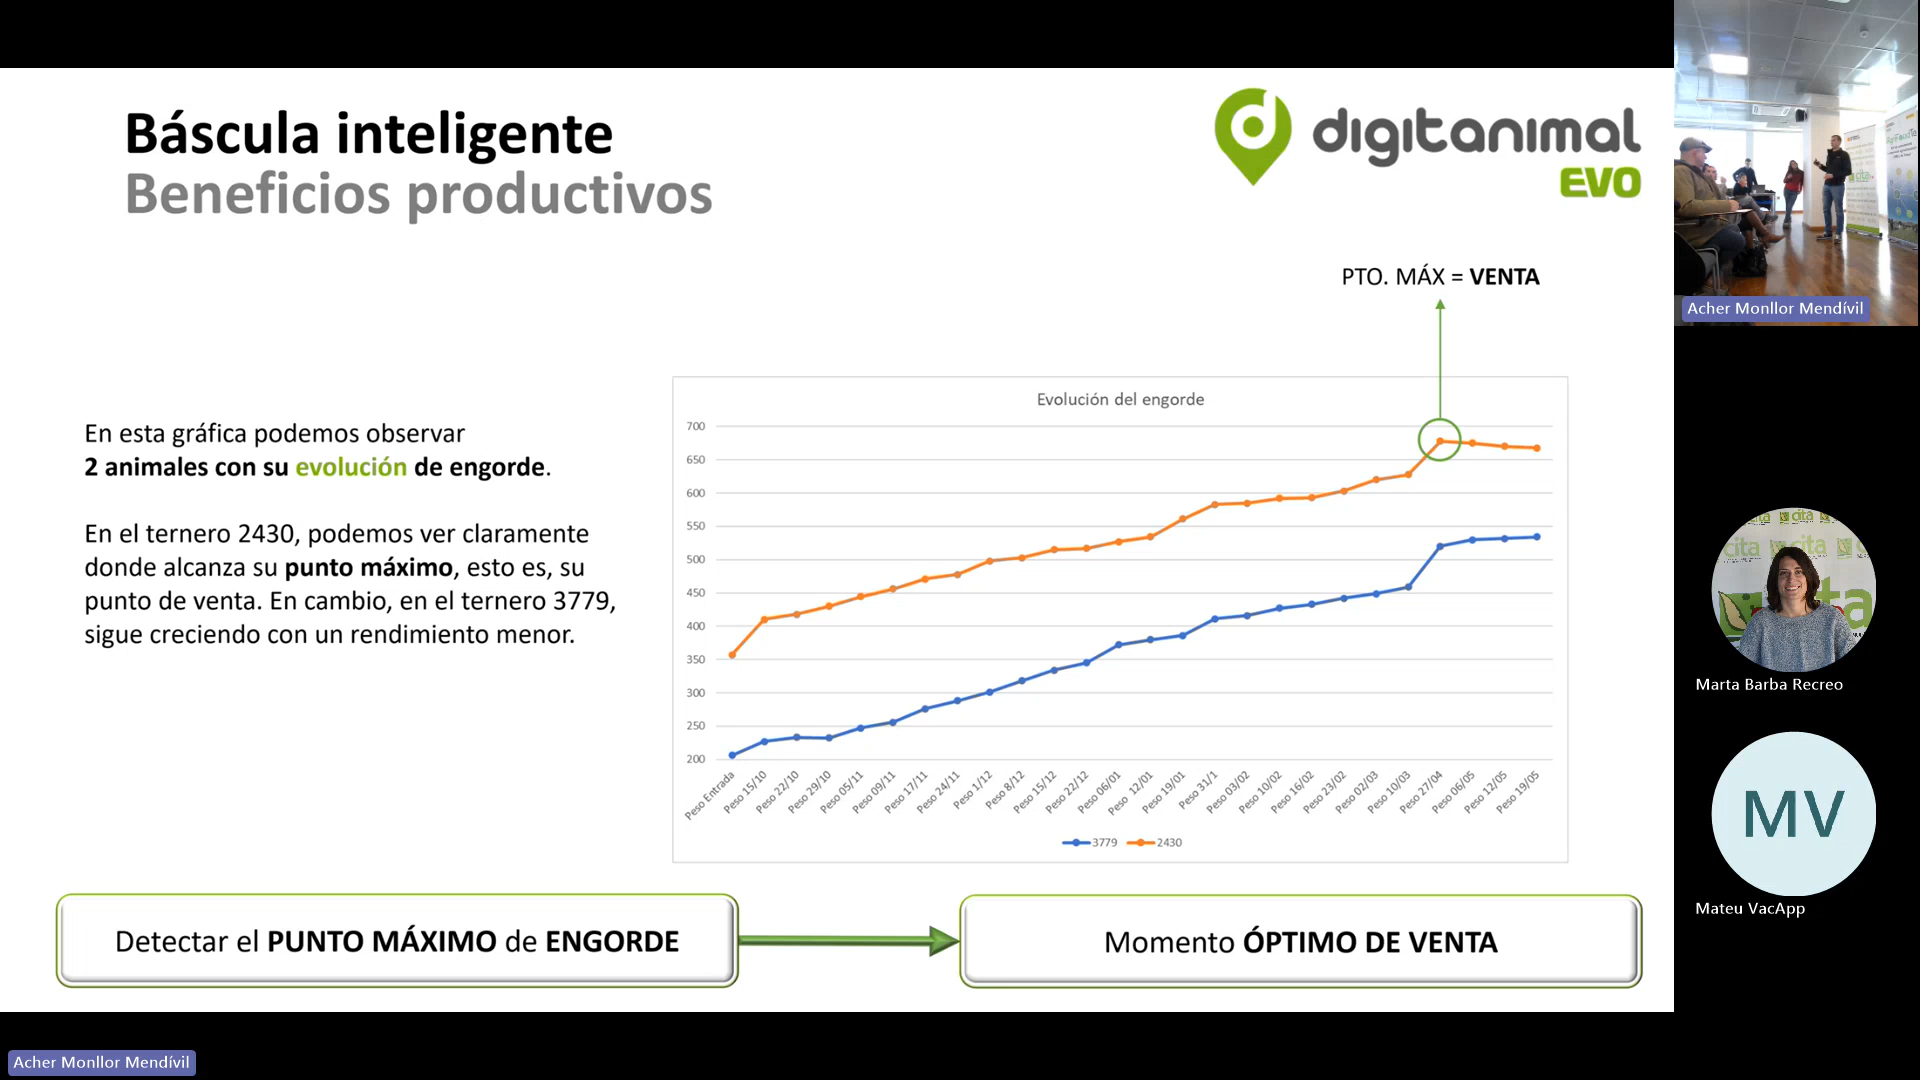 Báscula inteligente
Beneficios productivos
digitanimal
EVO
PTO. MÁX = VENTA
En esta gráfica podemos observar
2 animales con su evolución de engorde.
En el ternero 2430, podemos ver claramente
donde alcanza su punto máximo, esto es, su
punto de venta. En cambio, en el ternero 3779,
sigue creciendo con un rendimiento menor.
Evolución del engorde
700
650
600
550
500
450
400
350
300
250
200
Peso Entrada
Peso 15/10
Peso 22/10
Peso 29/10
Peso 05/11
Peso 09/11
Peso 17/11
Peso 24/11
Peso 1/12
Peso 8/12
Peso 15/12
Peso 22/12
Peso 06/01
Peso 12/01
Peso 19/01
Peso 31/1
Peso 03/02
Peso 10/02
Peso 16/02
Peso 23/02
Peso 02/03
Peso 10/03
Peso 27/04
Peso 06/05
Peso 12/05
Peso 19/05
3779
2430
Detectar el PUNTO MÁXIMO de ENGORDE
Momento ÓPTIMO DE VENTA
Acher Monllor Mendívil
cita
cita
Marta Barba Recreo
MV
Mateu VacApp
Acher Monllor Mendívil